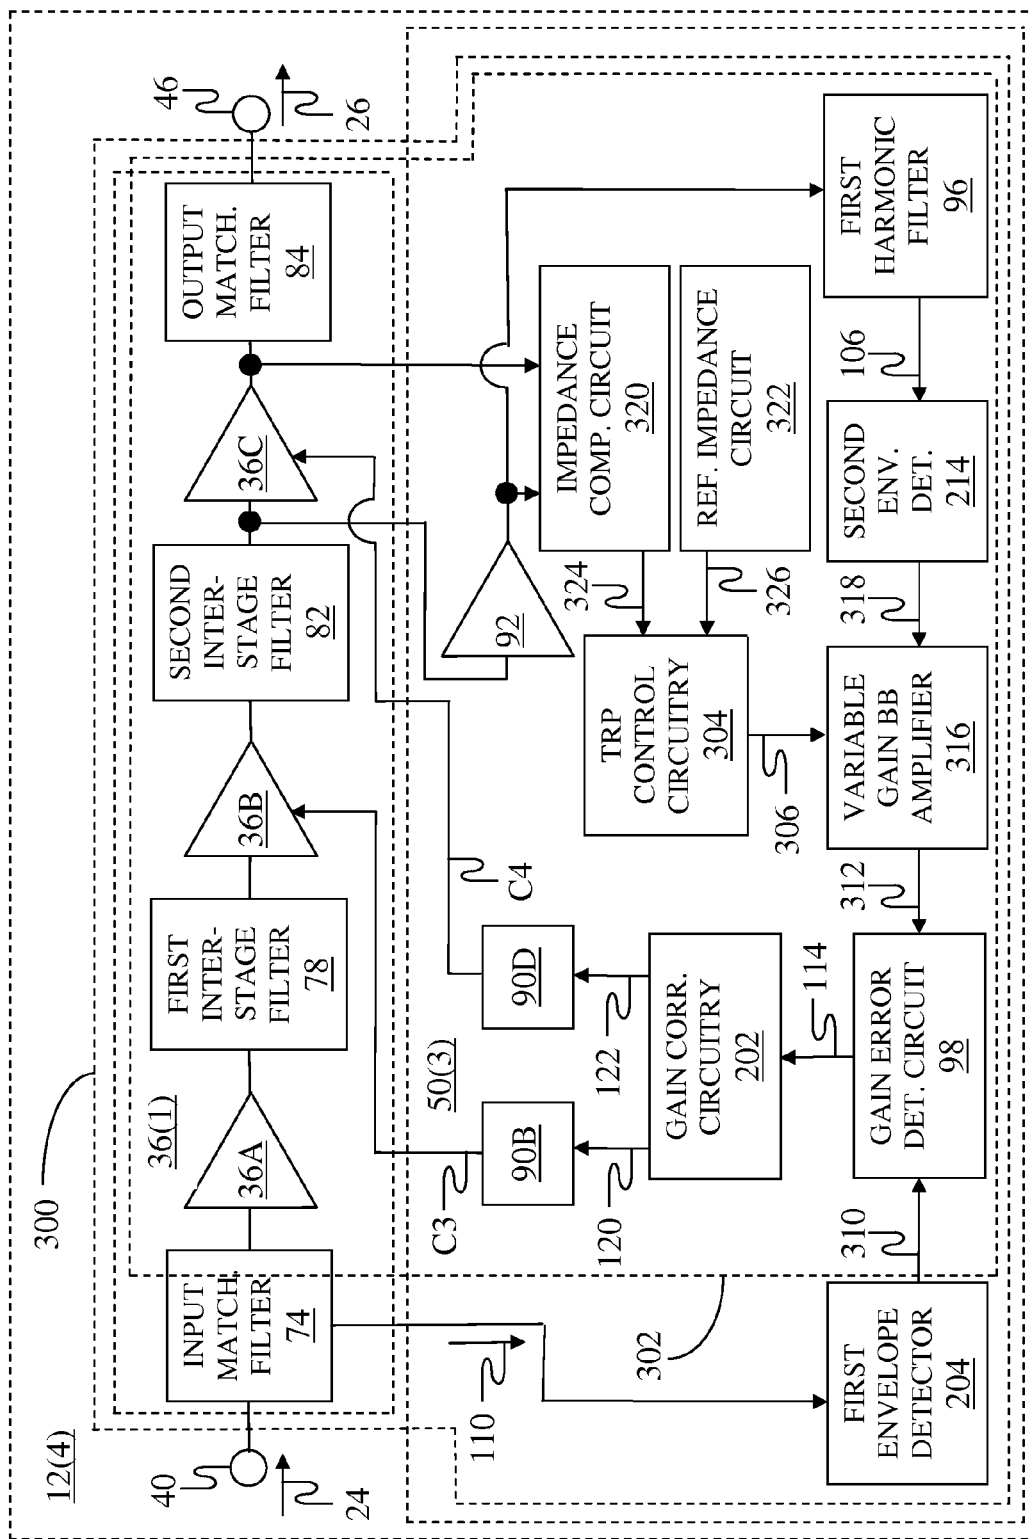 12(4)
300
40
24
INPUT
MATCH.
FILTER
74
36(1)
36A
FIRST
INTER-
STAGE
FILTER
78
36B
SECOND
INTER-
STAGE
FILTER
82
36C
OUTPUT
MATCH.
FILTER
84
46
26
110
302
C3
50(3)
90B
90D
C4
120
122
GAIN CORR.
CIRCUITRY
202
92
TRP
CONTROL
CIRCUITRY
304
324
326
IMPEDANCE
COMP. CIRCUIT
320
REF. IMPEDANCE
CIRCUIT
322
306
114
FIRST
ENVELOPE
DETECTOR
204
310
GAIN ERROR
DET. CIRCUIT
98
312
VARIABLE
GAIN BB
AMPLIFIER
316
318
SECOND
ENV.
DET.
214
106
FIRST
HARMONIC
FILTER
96